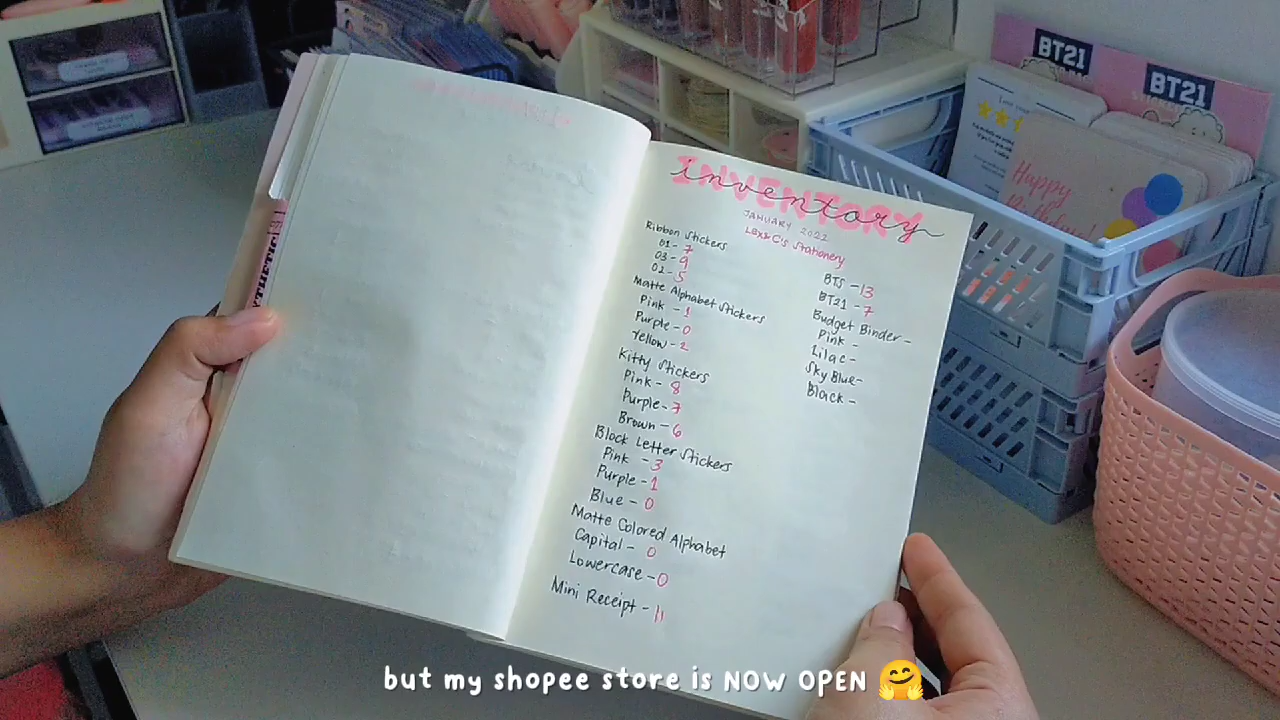 INVENTORY
inventory
JANUARY 2022
Ribbon Stickers
01 - 7
03 - 9
02 - 5
Matte Alphabet Stickers
Pink - 1
Purple - 0
Yellow - 2
Kitty Stickers
Pink - 8
Purple - 7
Brown - 6
Block Letter Stickers
Pink - 3
Purple - 1
Blue - 0
Matte Colored Alphabet
Capital - 0
Lowercase - 0
Mini Receipt - 11
BTS - 13
BT21 - 7
Budget Binder -
Pink -
Lilac -
Sky Blue -
Black -
BT21
BT21
Happy
but my shopee store is NOW OPEN 🤗